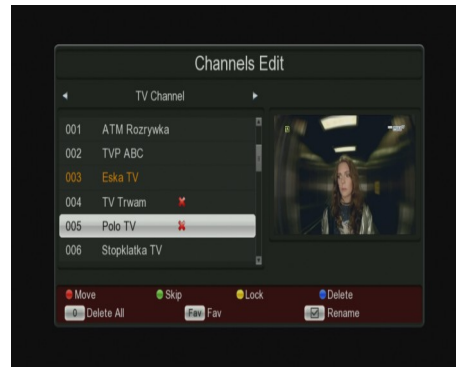 Channels Edit
TV Channel
001 ATM Rozrywka
002 TVP ABC
003 Eska TV
004 TV Trwam
005 Polo TV
006 Stopklatka TV
Move Skip Lock Delete
0 Delete All Fav Fav Rename